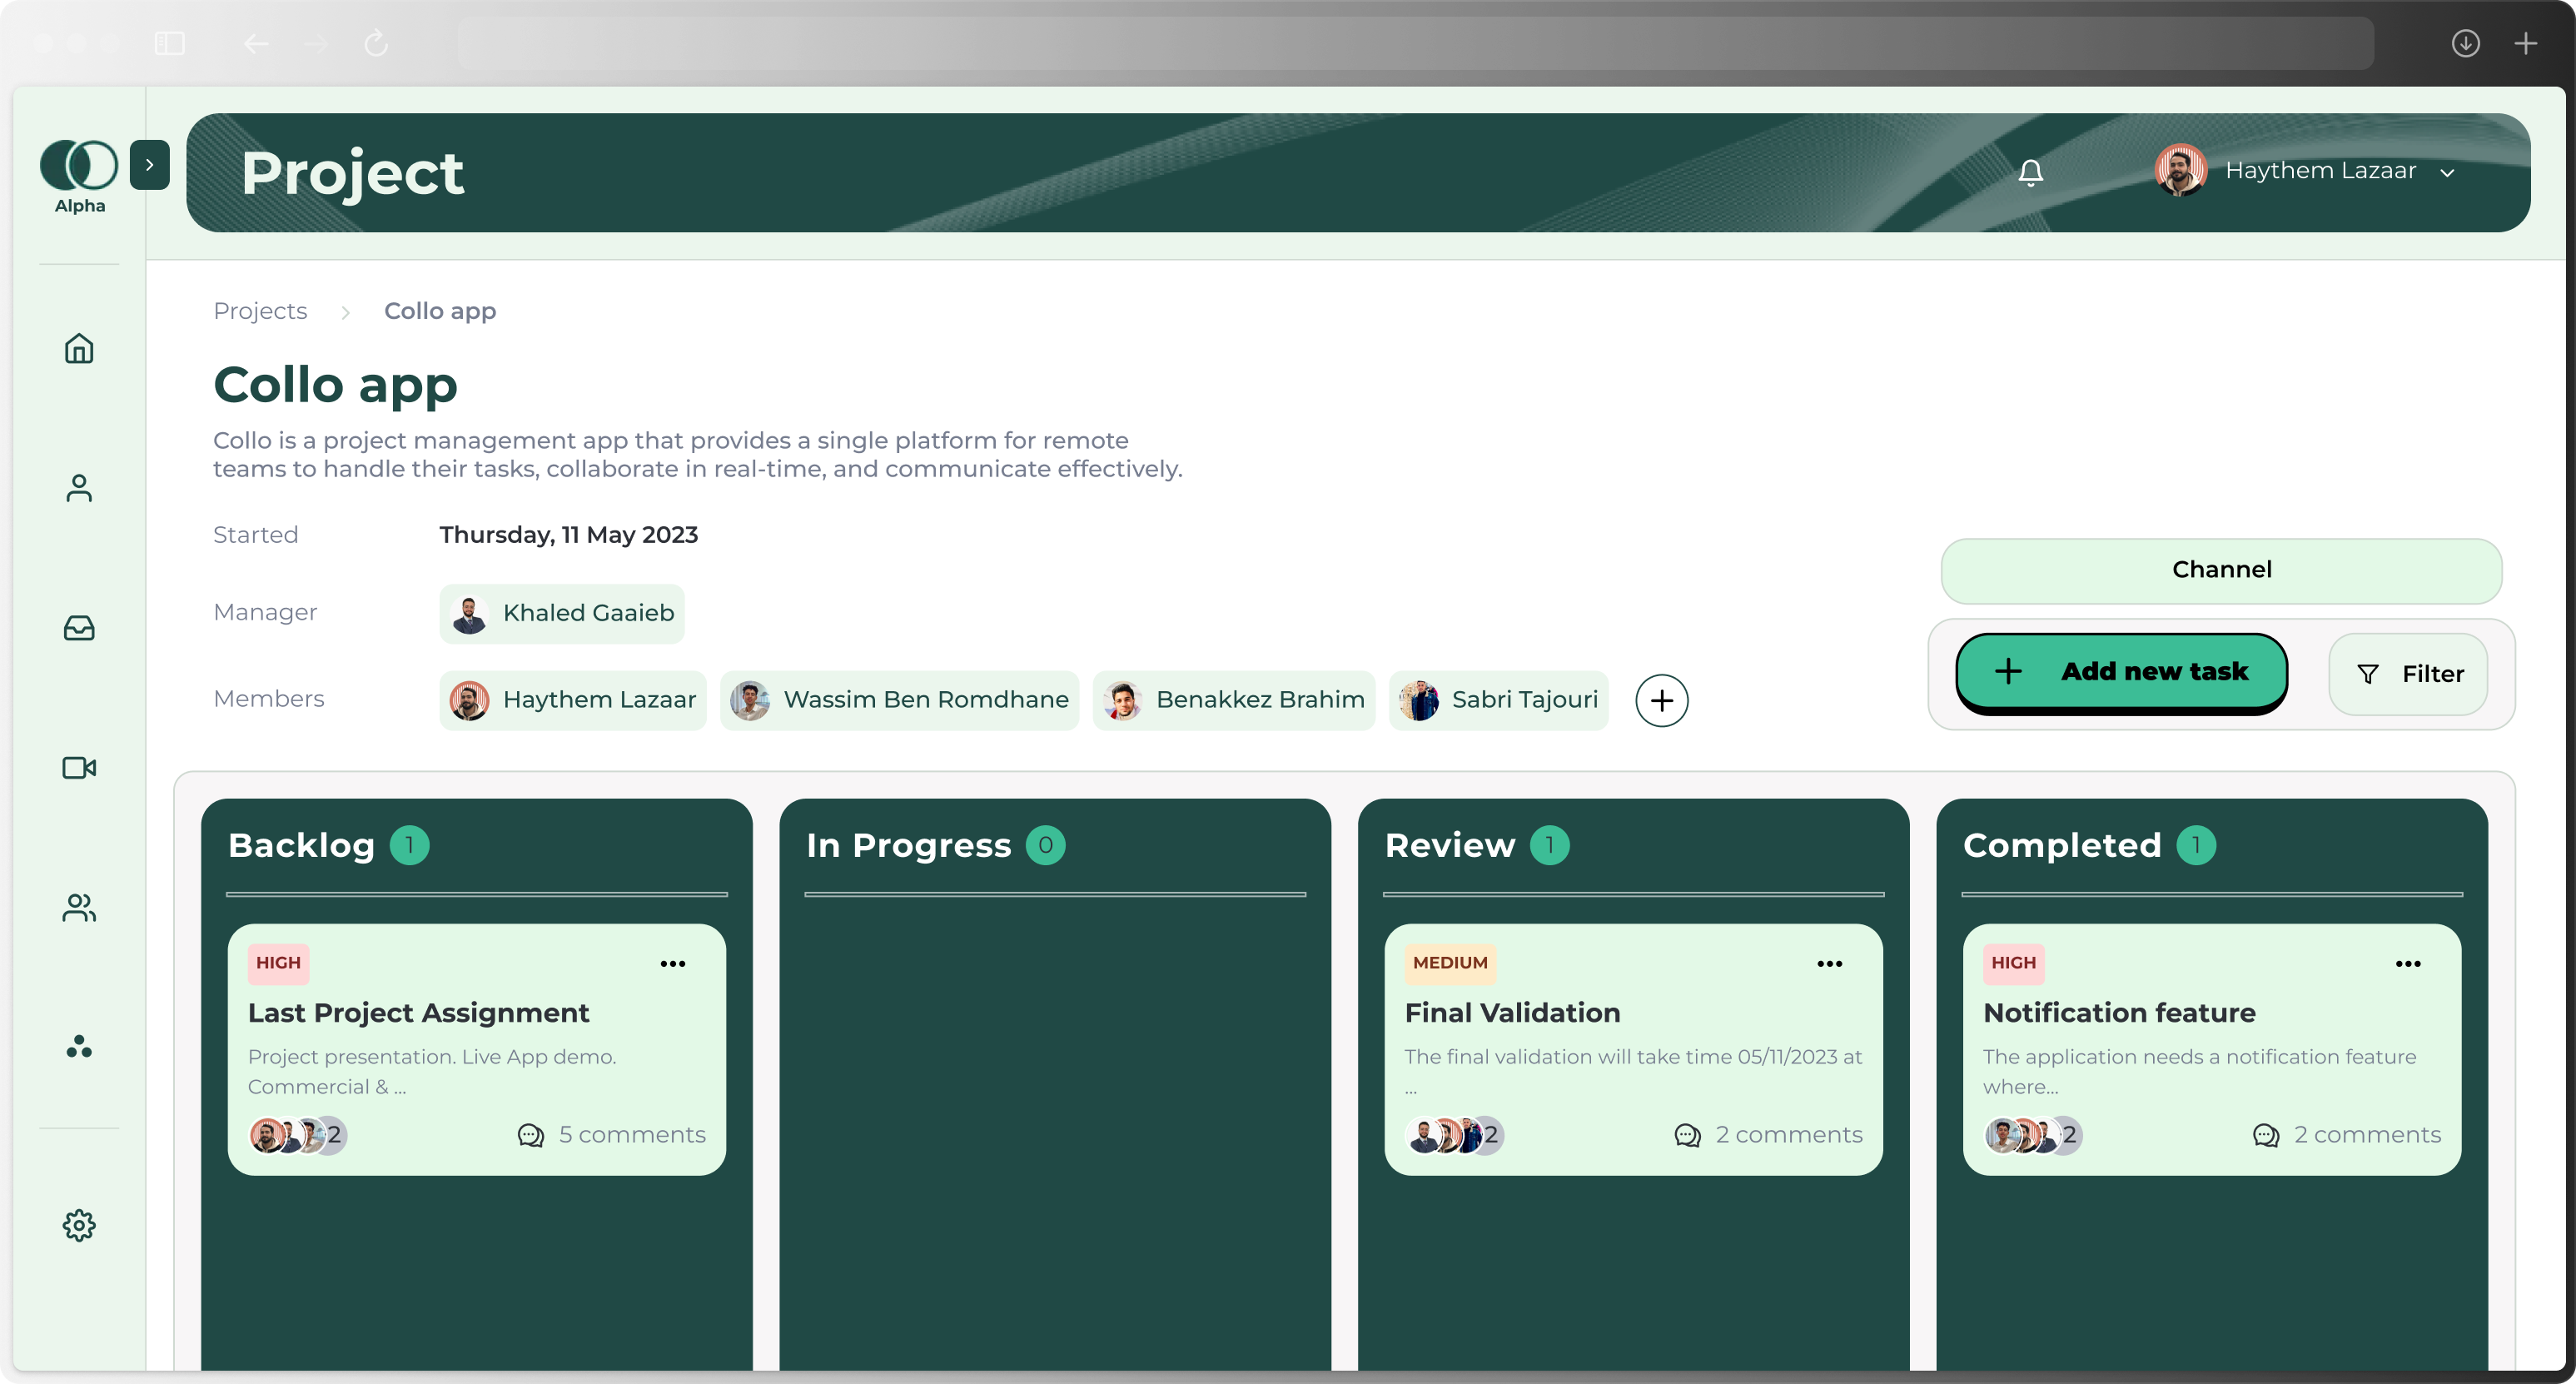 Alpha
Project
Haythem Lazaar
Projects
Collo app
Collo app
Collo is a project management app that provides a single platform for remote
teams to handle their tasks, collaborate in real-time, and communicate effectively.
Started
Thursday, 11 May 2023
Channel
Manager
Khaled Gaaieb
Add new task
Filter
Members
Haythem Lazaar
Wassim Ben Romdhane
Benakkez Brahim
Sabri Tajouri
Backlog 1
HIGH
Last Project Assignment
Project presentation. Live App demo.
Commercial & ...
2
5 comments
In Progress 0
Review 1
MEDIUM
Final Validation
The final validation will take time 05/11/2023 at
...
2
2 comments
Completed 1
HIGH
Notification feature
The application needs a notification feature
where...
2
2 comments